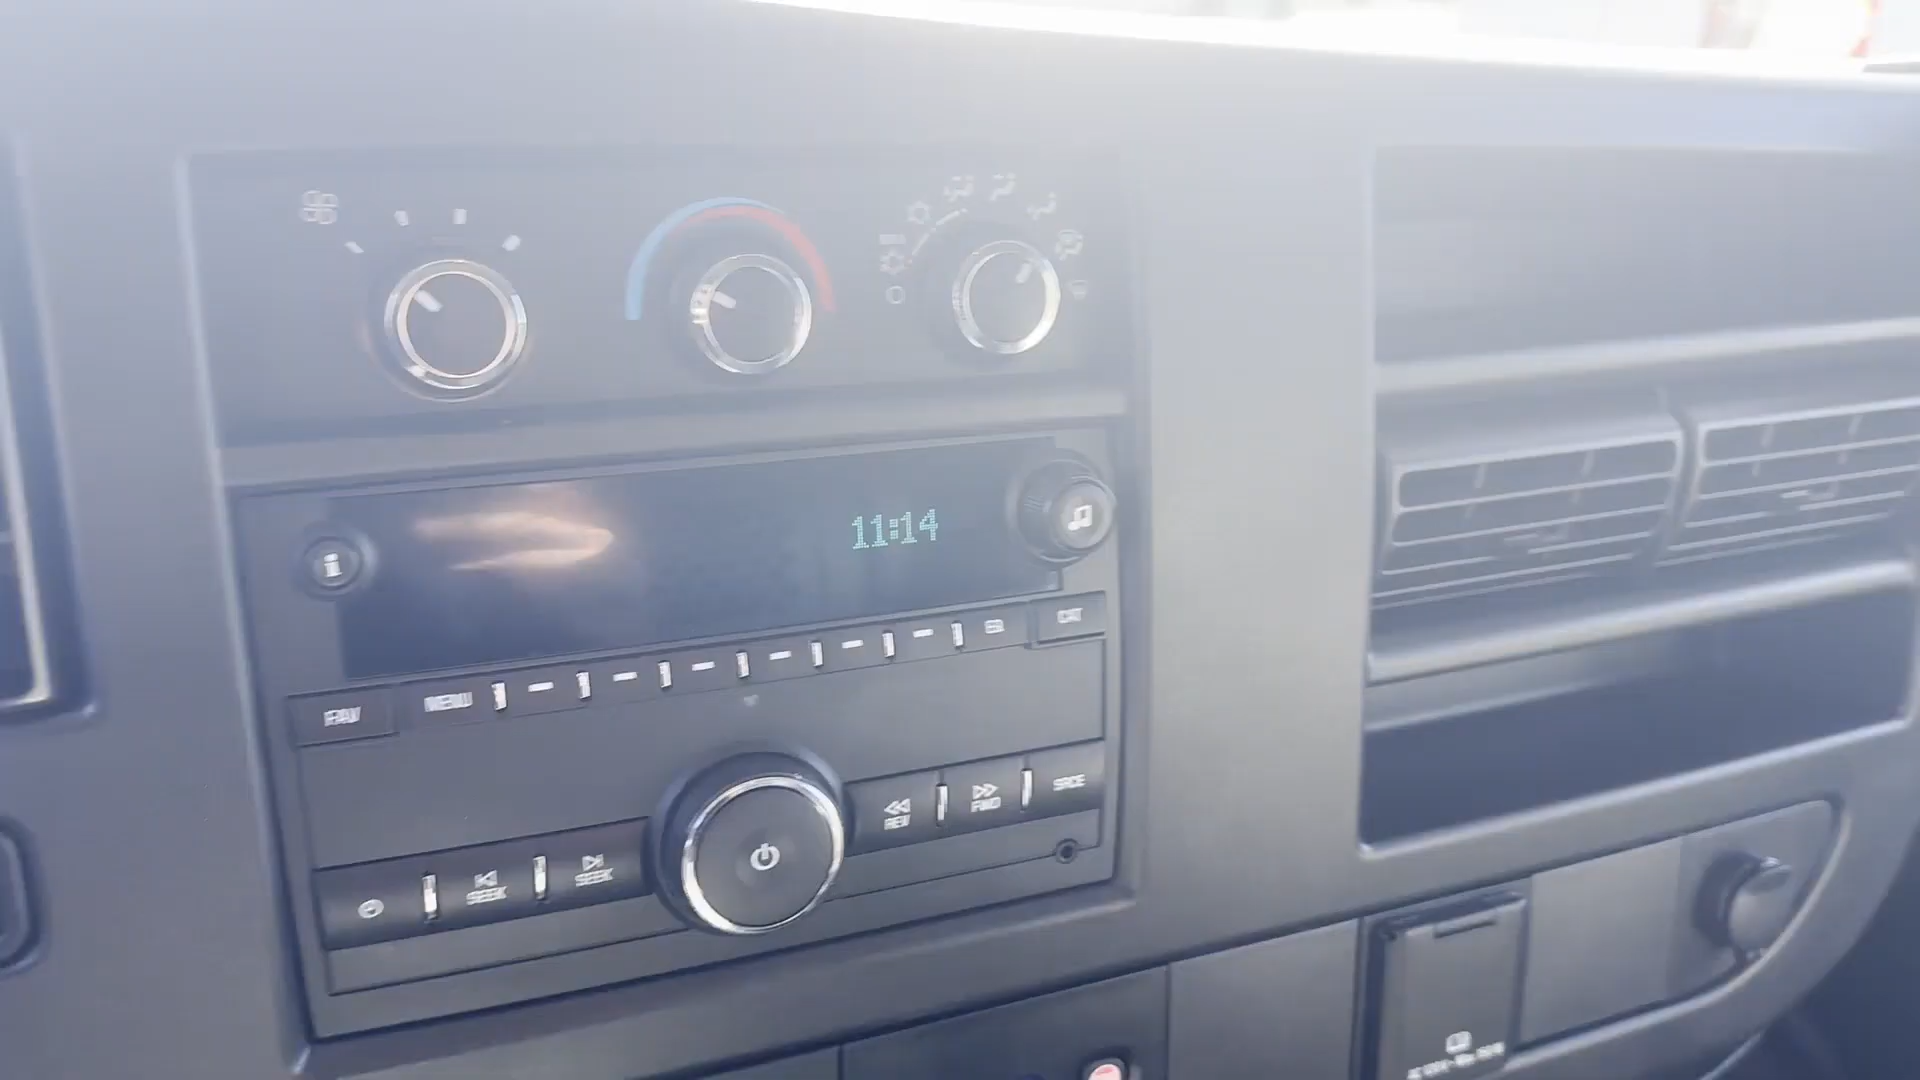 11:14
i
CAT
FAV
MENU
REV
FWD
SRCE
SEEK
SEEK